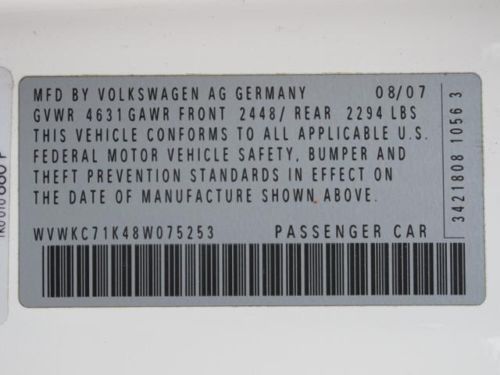 MFD BY VOLKSWAGEN AG GERMANY 08/07
GVWR 4631 GAWR FRONT 2448/ REAR 2294 LBS
THIS VEHICLE CONFORMS TO ALL APPLICABLE U.S.
FEDERAL MOTOR VEHICLE SAFETY, BUMPER AND
THEFT PREVENTION STANDARDS IN EFFECT ON
THE DATE OF MANUFACTURE SHOWN ABOVE.
WVWKC71K48W075253 PASSENGER CAR
3421808 10563